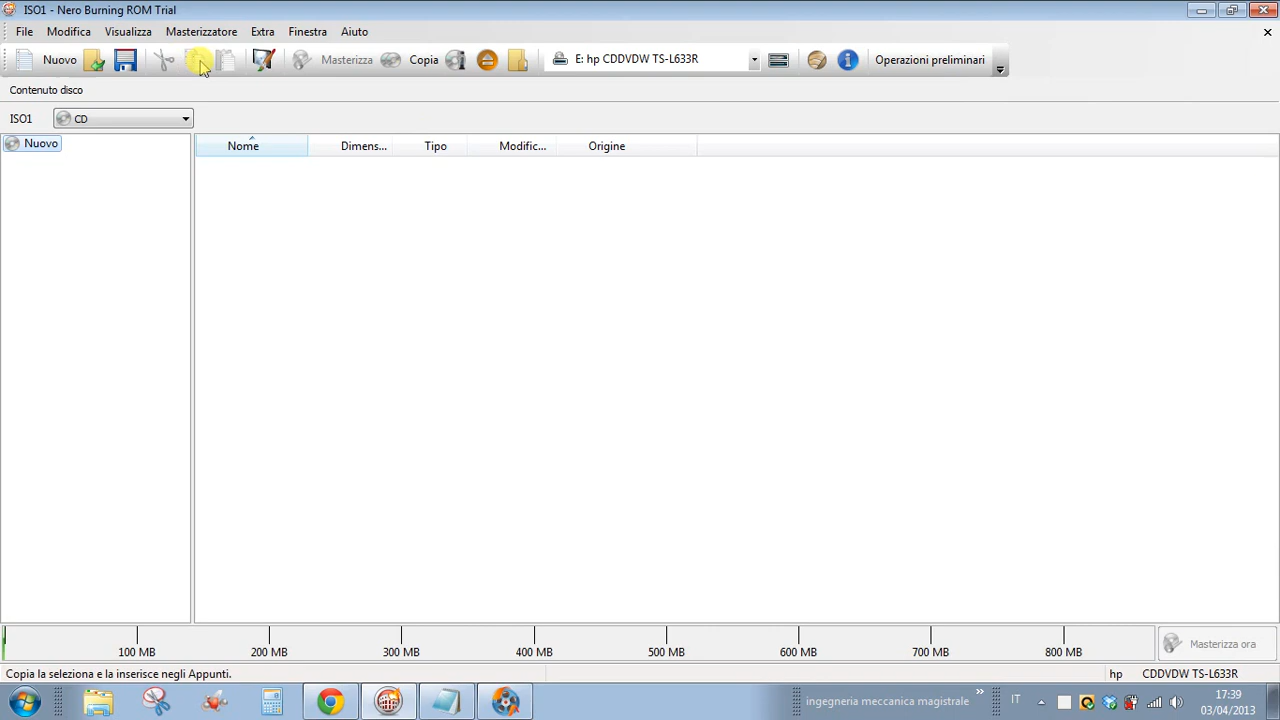 ISO1 - Nero Burning ROM Trial
File Modifica Visualizza Masterizzatore Extra Finestra Aiuto
Nuovo Masterizza Copia E: hp CDDVDW TS-L633R Operazioni preliminari
Contenuto disco
ISO1 CD
Nuovo Nome Dimens... Tipo Modific... Origine
100 MB 200 MB 300 MB 400 MB 500 MB 600 MB 700 MB 800 MB Masterizza ora
Copia la seleziona e la inserisce negli Appunti. hp CDDVDW TS-L633R
ingegneria meccanica magistrale » IT 17:39
03/04/2013